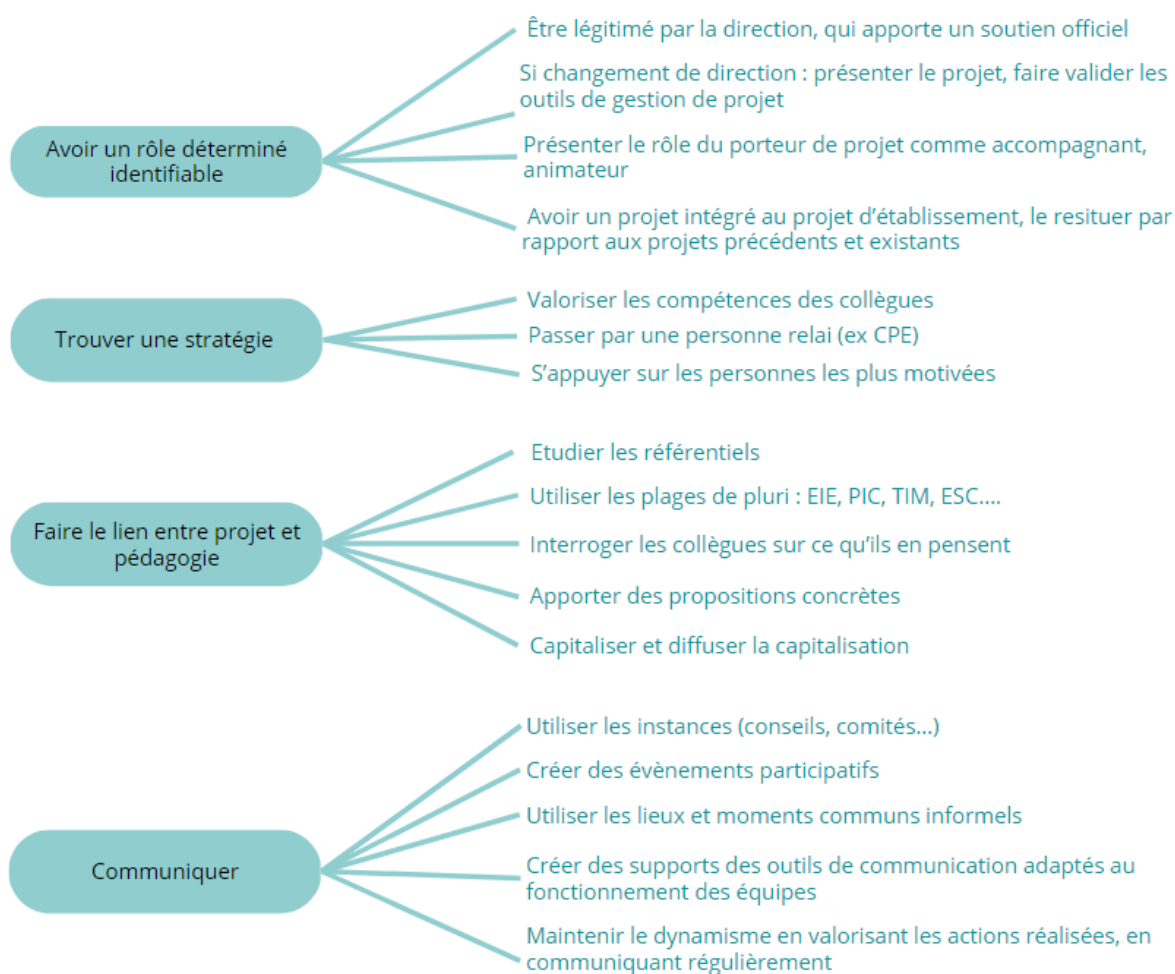 Avoir un rôle déterminé
identifiable
Être légitimé par la direction, qui apporte un soutien officiel
Si changement de direction : présenter le projet, faire valider les
outils de gestion de projet
Présenter le rôle du porteur de projet comme accompagnant,
animateur
Avoir un projet intégré au projet d’établissement, le resituer par
rapport aux projets précédents et existants
Trouver une stratégie
Valoriser les compétences des collègues
Passer par une personne relai (ex CPE)
S’appuyer sur les personnes les plus motivées
Faire le lien entre projet et
pédagogie
Etudier les référentiels
Utiliser les plages de pluri : EIE, PIC, TIM, ESC....
Interroger les collègues sur ce qu’ils en pensent
Apporter des propositions concrètes
Capitaliser et diffuser la capitalisation
Communiquer
Utiliser les instances (conseils, comités…)
Créer des évènements participatifs
Utiliser les lieux et moments communs informels
Créer des supports des outils de communication adaptés au
fonctionnement des équipes
Maintenir le dynamisme en valorisant les actions réalisées, en
communiquant régulièrement